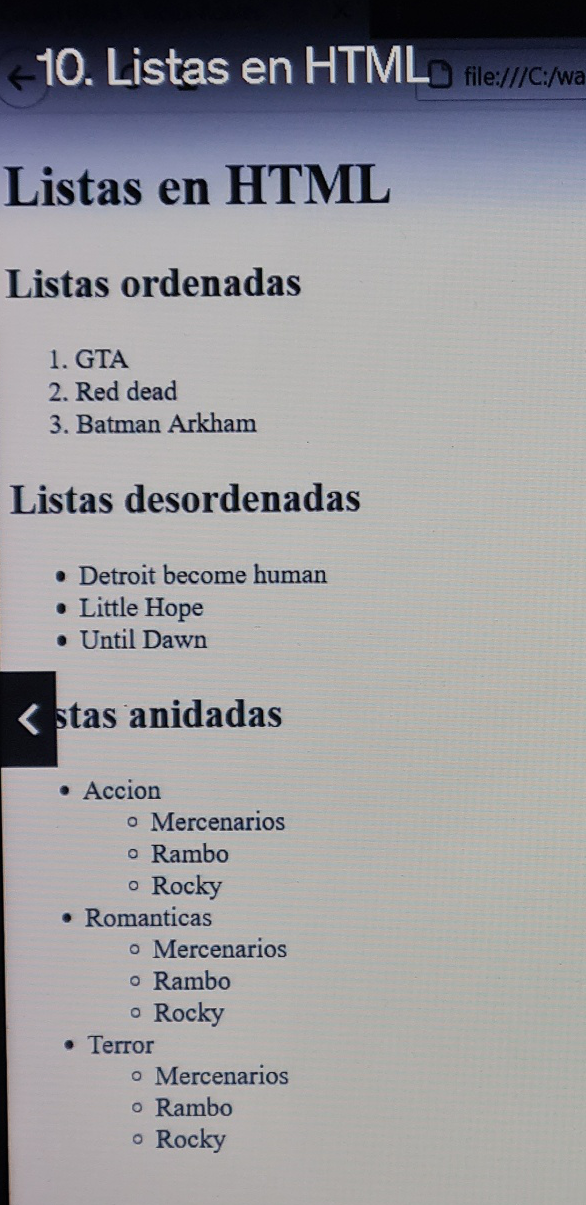 10. Listas en HTML
file:///C:/wa
Listas en HTML
Listas ordenadas
1. GTA
2. Red dead
3. Batman Arkham
Listas desordenadas
• Detroit become human
• Little Hope
• Until Dawn
stas anidadas
• Accion
○ Mercenarios
○ Rambo
○ Rocky
• Romanticas
○ Mercenarios
○ Rambo
○ Rocky
• Terror
○ Mercenarios
○ Rambo
○ Rocky